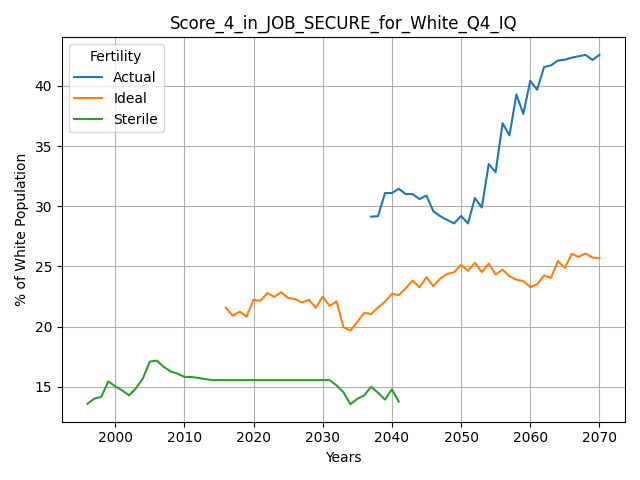 Score_4_in_JOB_SECURE_for_White_Q4_IQ
Fertility
Actual
Ideal
Sterile
% of White Population
40
35
30
25
20
15
2000 2010 2020 2030 2040 2050 2060 2070
Years